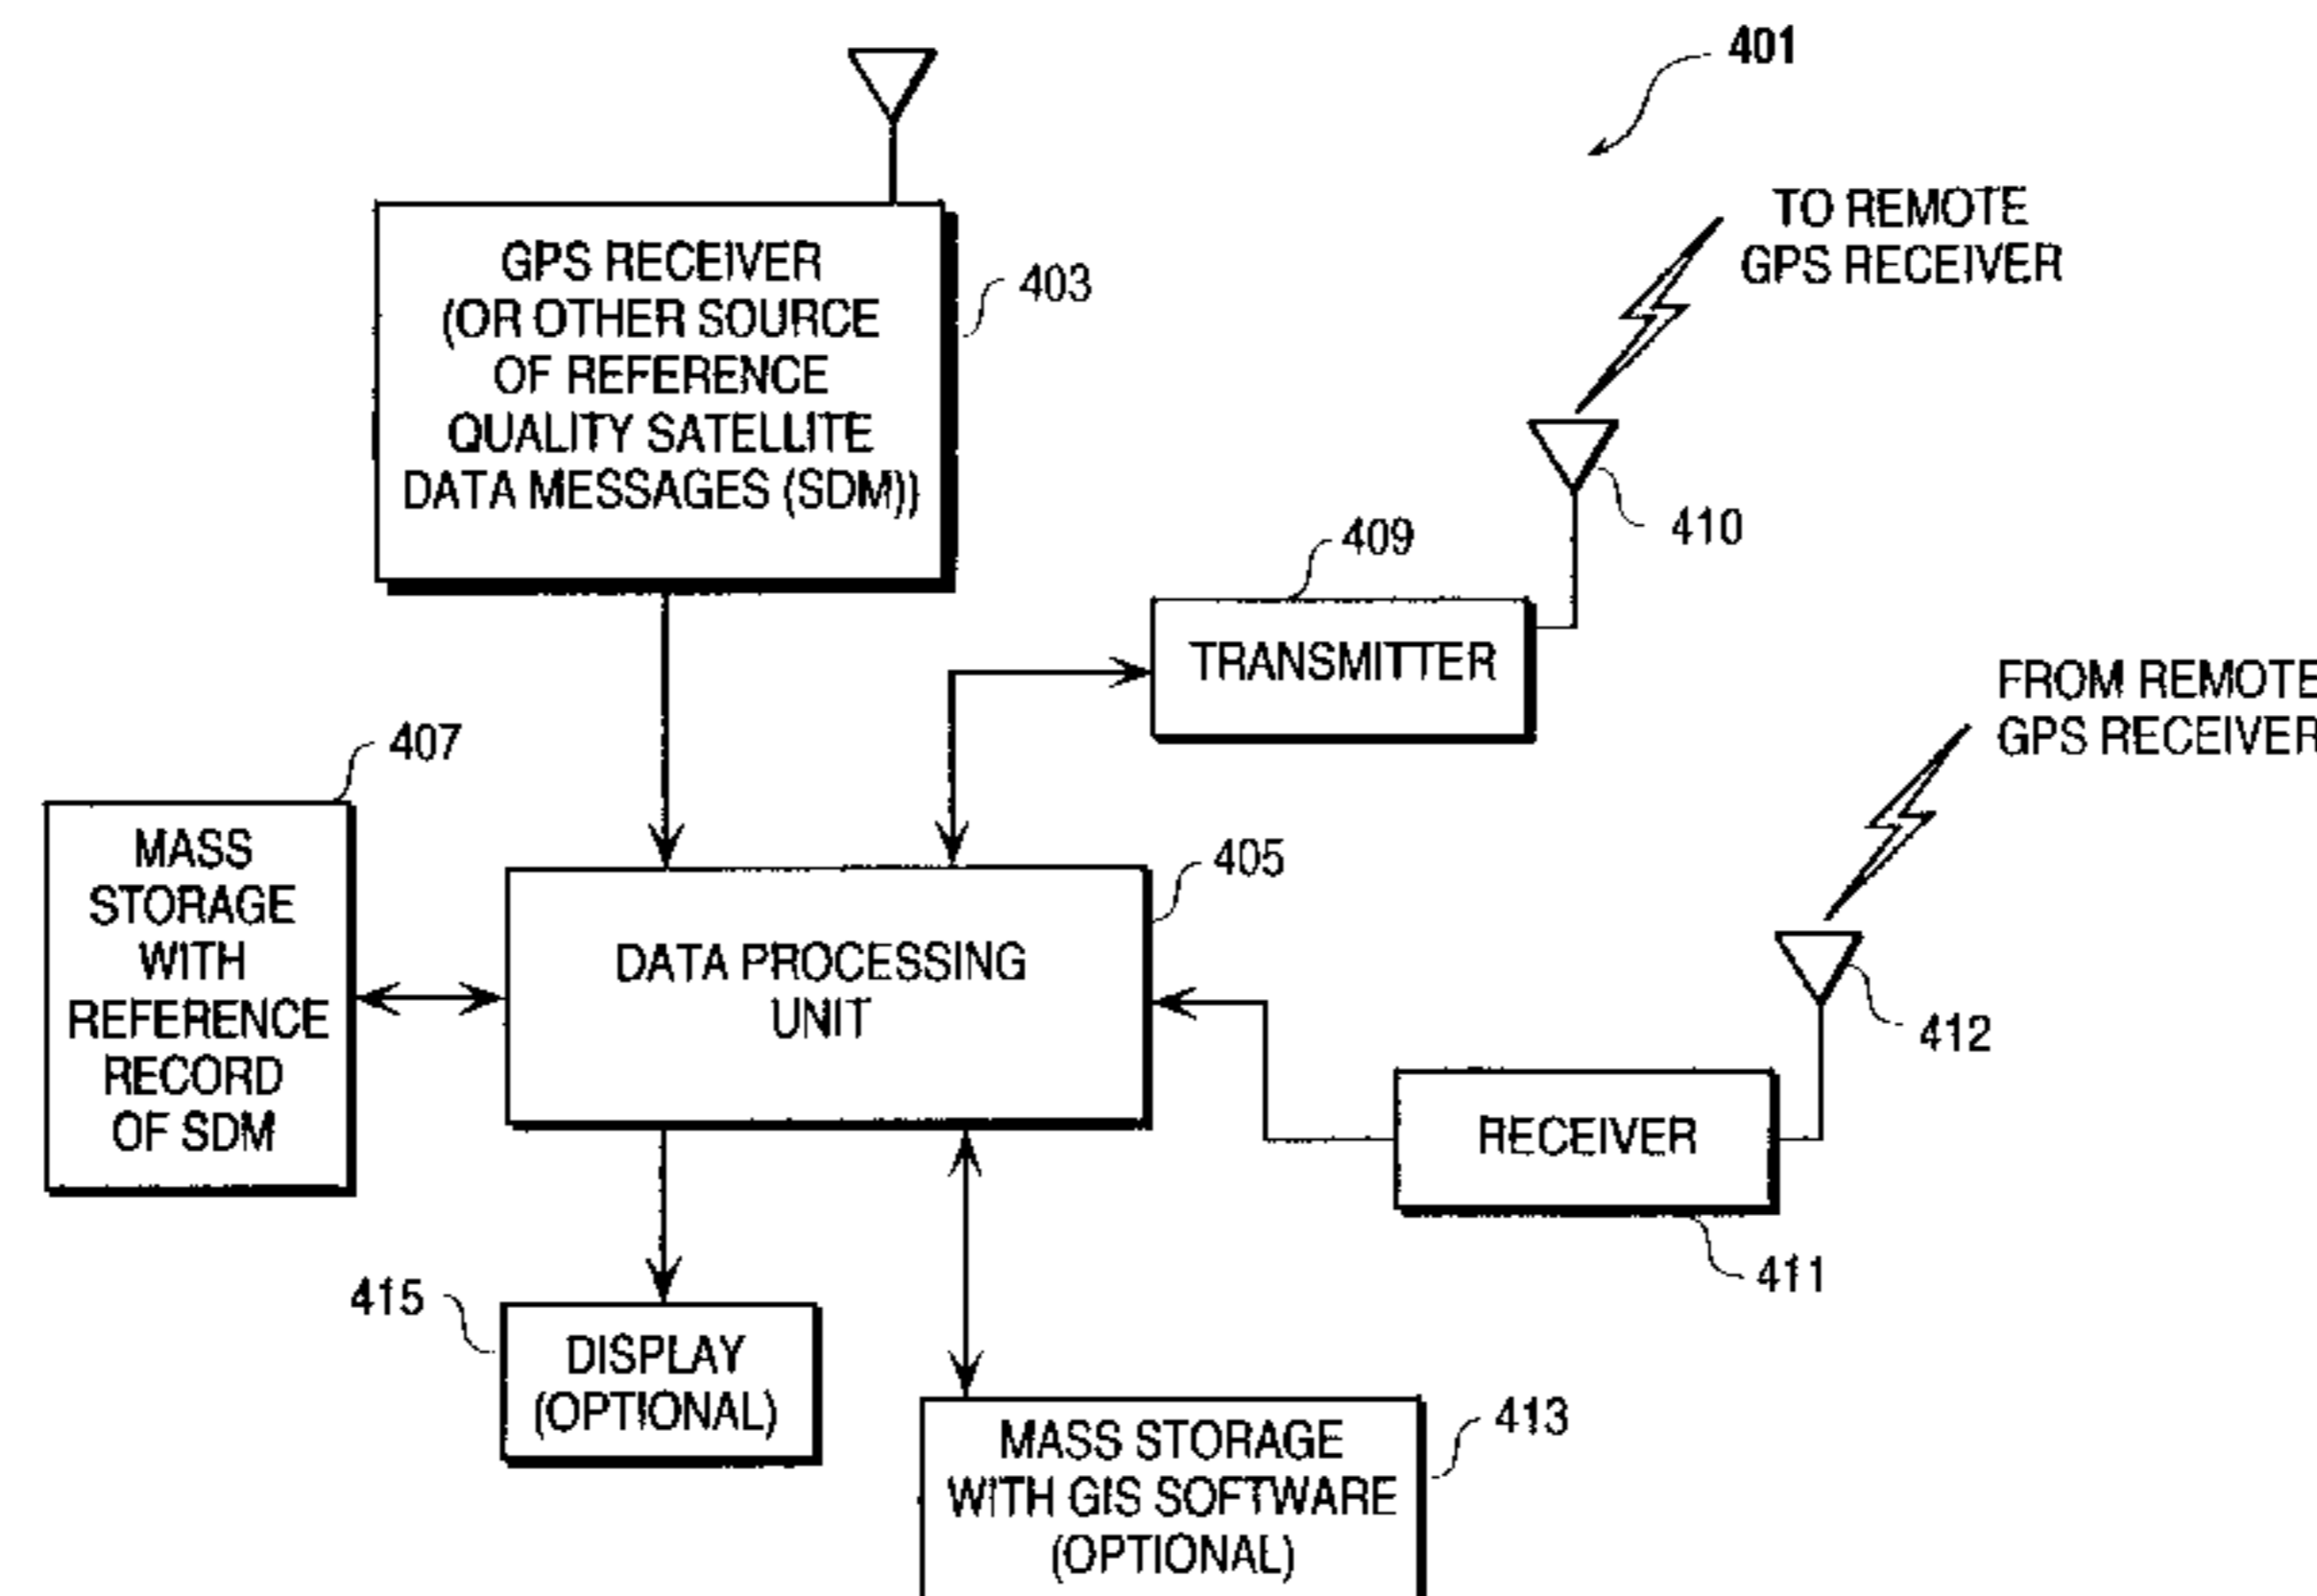 401
TO REMOTE
GPS RECEIVER
GPS RECEIVER
(OR OTHER SOURCE
OF REFERENCE
QUALITY SATELLITE
DATA MESSAGES (SDM))
403
410
409
TRANSMITTER
FROM REMOTE
GPS RECEIVER
407
MASS
STORAGE
WITH
REFERENCE
RECORD
OF SDM
405
DATA PROCESSING
UNIT
412
RECEIVER
411
415
DISPLAY
(OPTIONAL)
413
MASS STORAGE
WITH GIS SOFTWARE
(OPTIONAL)